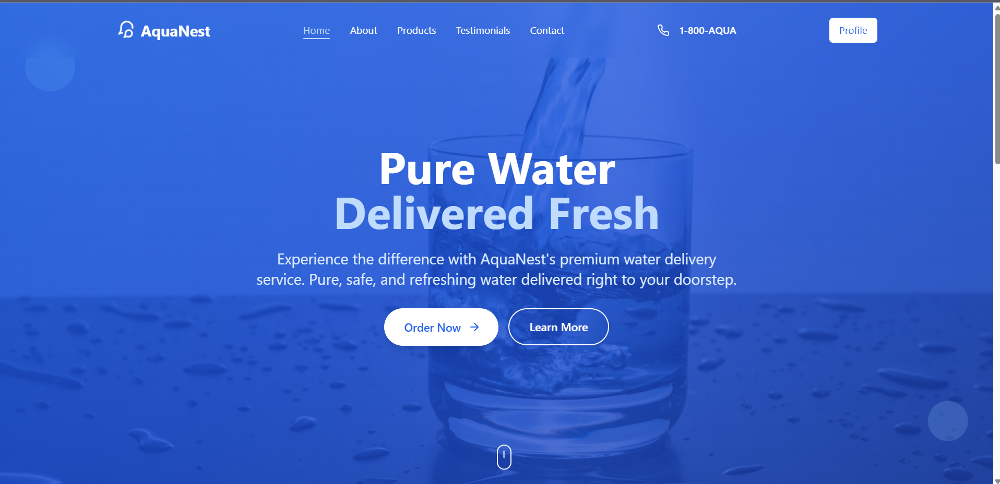 AquaNest
Home
About
Products
Testimonials
Contact
1-800-AQUA
Profile
Pure Water
Delivered Fresh
Experience the difference with AquaNest's premium water delivery
service. Pure, safe, and refreshing water delivered right to your doorstep.
Order Now
Learn More